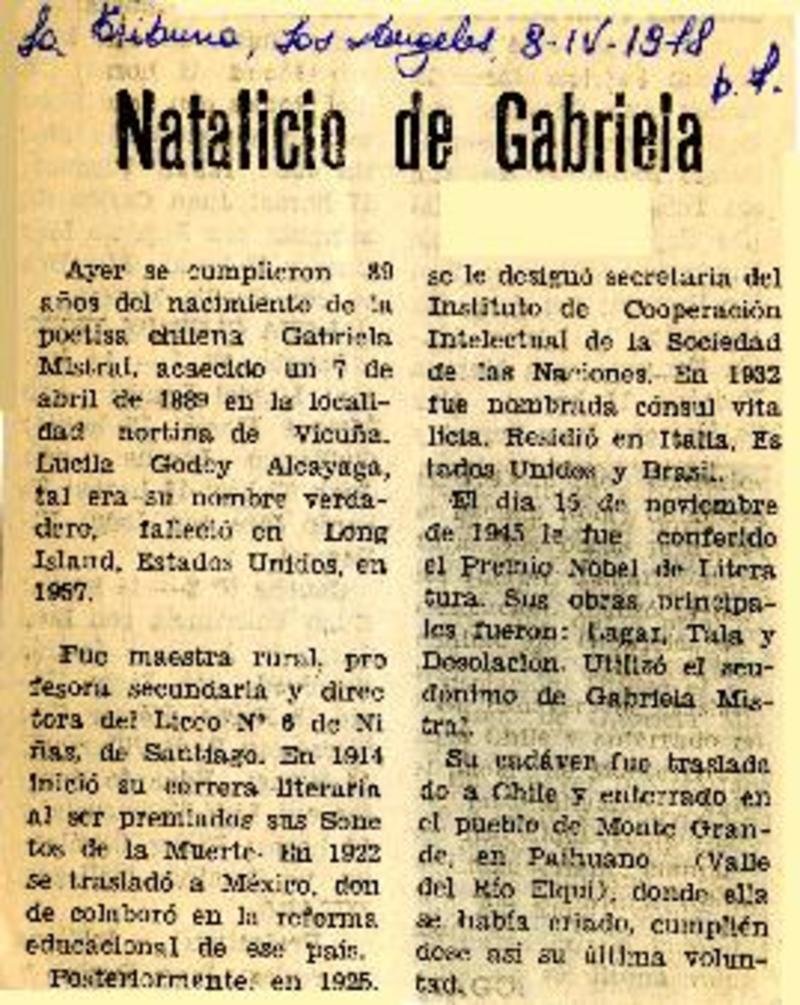 La Tribuna, Los Angeles, 8-IV-1978
p. 7.
Natalicio de Gabriela
Ayer se cumplieron 89
años del nacimiento de la
poetisa chilena Gabriela
Mistral, acaecido un 7 de
abril de 1889 en la locali-
dad nortina de Vicuña.
Lucila Godoy Alcayaga,
tal era su nombre verda-
dero, falleció en Long
Island, Estados Unidos, en
1957.
Fue maestra rural, pro
fesora secundaria y direc
tora del Liceo Nº 6 de Ni
ñas, de Santiago. En 1914
inició su carrera literaria
al ser premiados sus Sone
tos de la Muerte. En 1922
se trasladó a México, don
de colaboró en la reforma
educacional de ese país.
Posteriormente, en 1925,
se le designó secretaria del
Instituto de Cooperación
Intelectual de la Sociedad
de las Naciones. En 1932
fue nombrada cónsul vita
licia. Residió en Italia, Es
tados Unidos y Brasil.
El día 15 de noviembre
de 1945 le fue conferido
el Premio Nobel de Litera
tura. Sus obras principa-
les fueron: Lagar, Tala y
Desolación. Utilizó el seu-
dónimo de Gabriela Mis-
tral.
Su cadáver fue traslada
do a Chile y enterrado en
el pueblo de Monte Gran-
de, en Paihuano (Valle
del Río Elqui), donde ella
se había criado, cumplién
dose así su última volun-
tad.